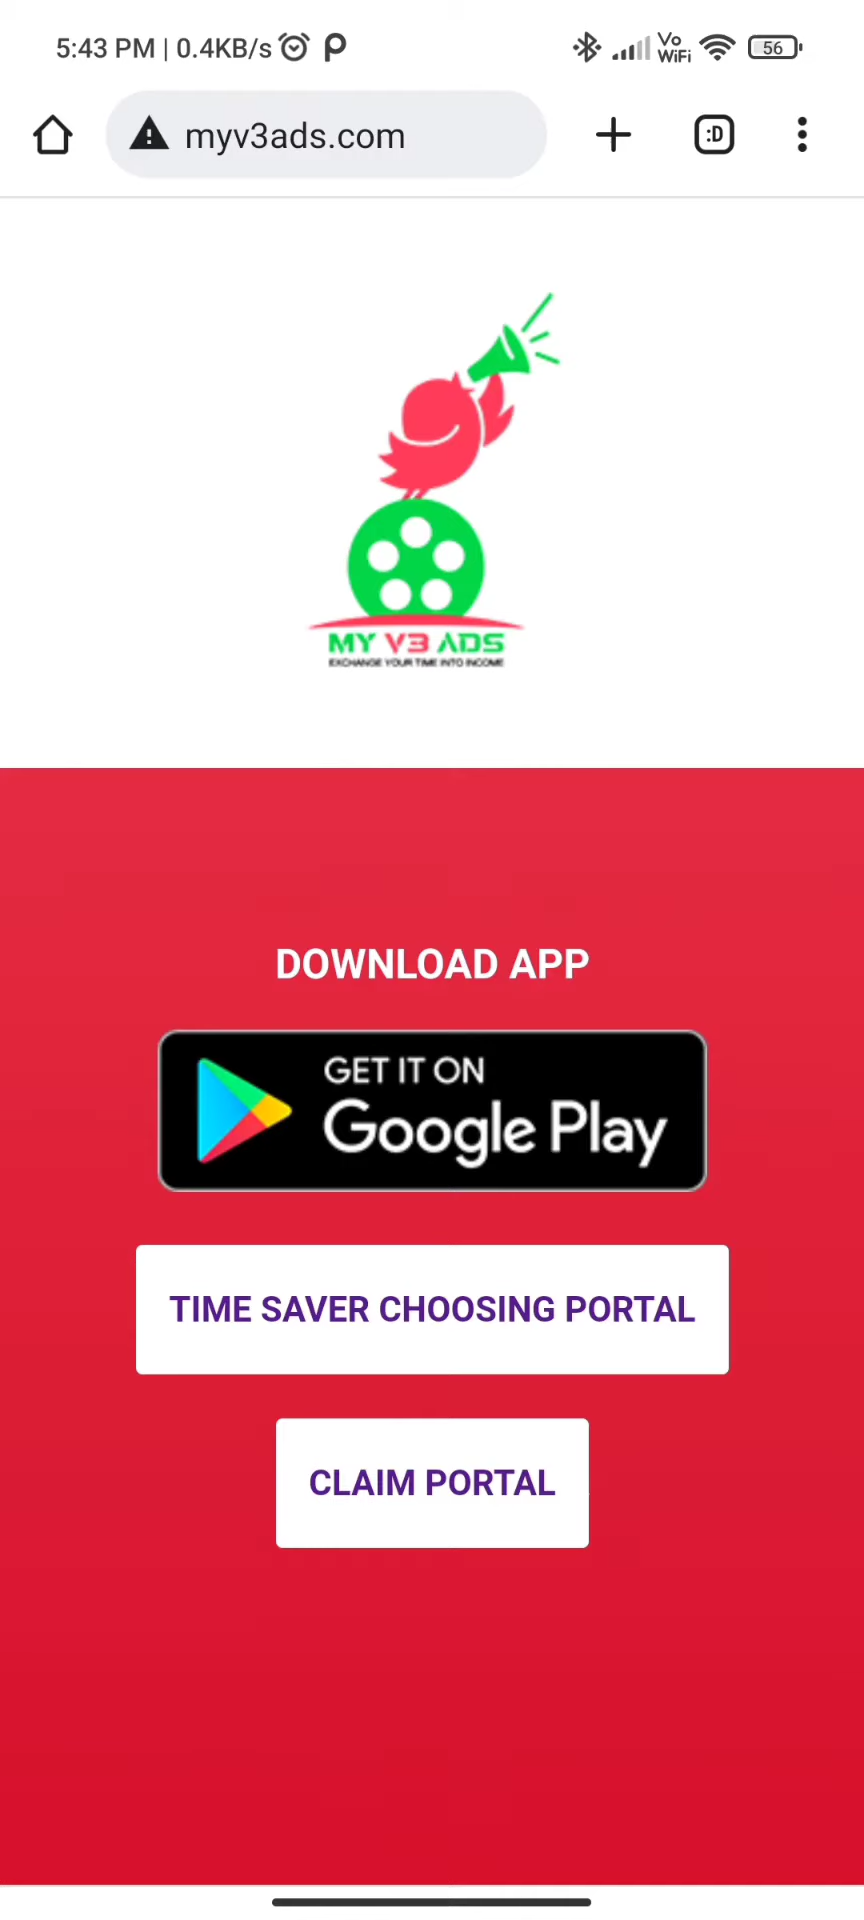 5:43 PM | 0.4KB/s
Vo
WiFi
56
myv3ads.com
:D
MY V3 ADS
EXCHANGE YOUR TIME INTO INCOME
DOWNLOAD APP
GET IT ON
Google Play
TIME SAVER CHOOSING PORTAL
CLAIM PORTAL